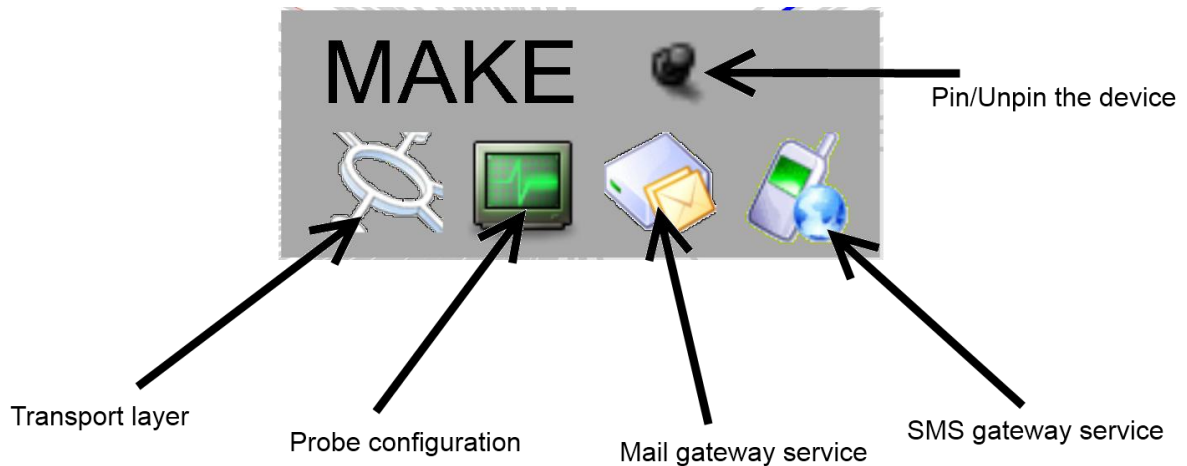 MAKE
Pin/Unpin the device
Transport layer
Probe configuration
Mail gateway service
SMS gateway service